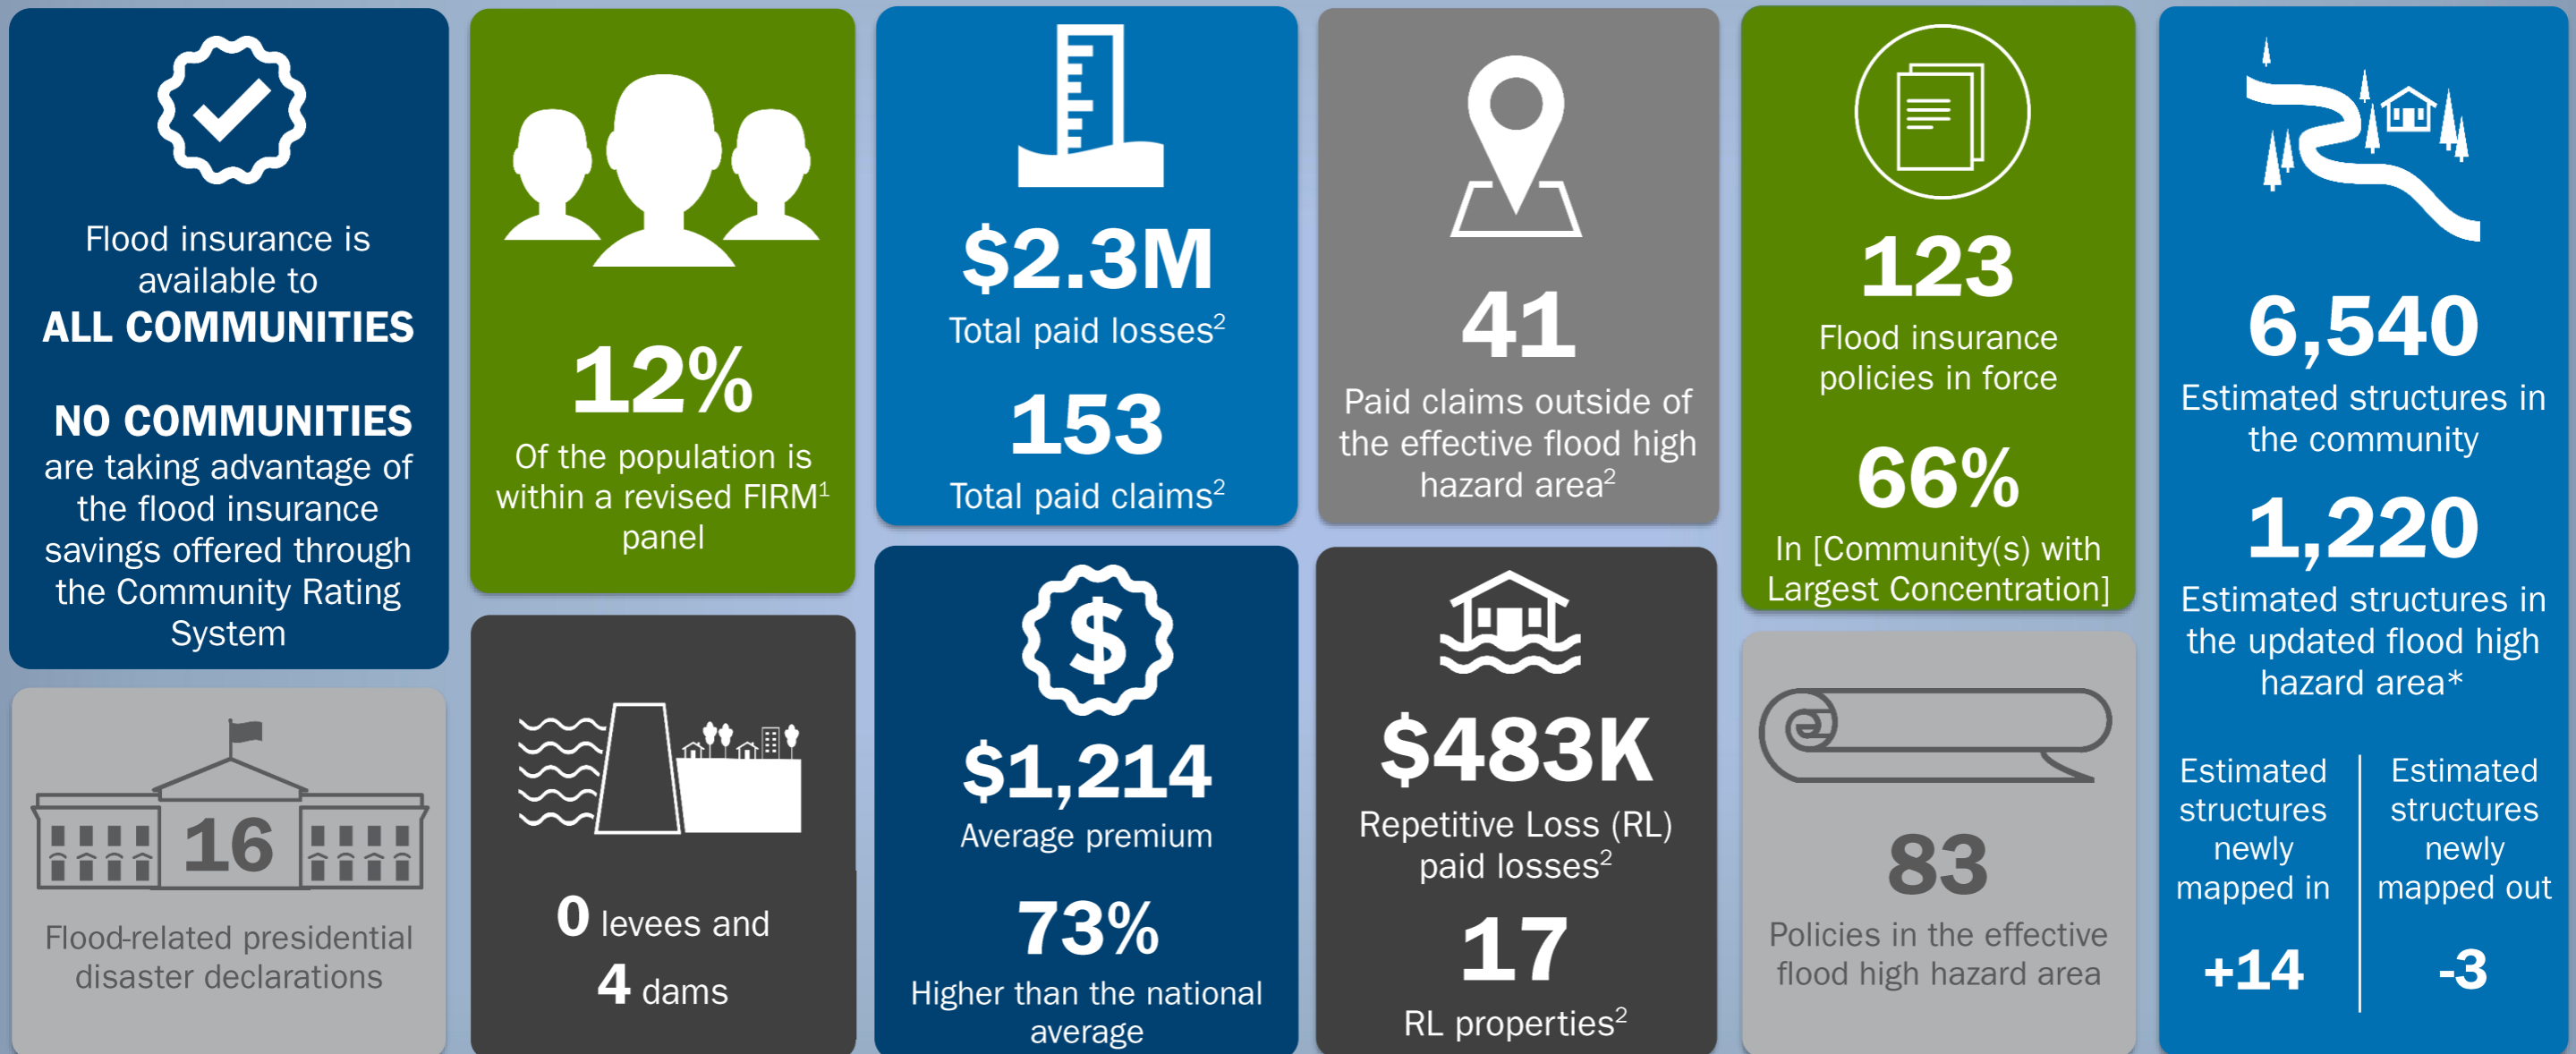 Flood insurance is
available to
ALL COMMUNITIES
NO COMMUNITIES
are taking advantage of
the flood insurance
savings offered through
the Community Rating
System
16
Flood-related presidential
disaster declarations
12%
Of the population is
within a revised FIRM¹
panel
0 levees and
4 dams
$2.3M
Total paid losses²
153
Total paid claims²
$
$1,214
Average premium
73%
Higher than the national
average
41
Paid claims outside of
the effective flood high
hazard area²
$483K
Repetitive Loss (RL)
paid losses²
17
RL properties²
123
Flood insurance
policies in force
66%
In [Community(s) with
Largest Concentration]
83
Policies in the effective
flood high hazard area
6,540
Estimated structures in
the community
1,220
Estimated structures in
the updated flood high
hazard area*
Estimated
structures
newly
mapped in
+14
Estimated
structures
newly
mapped out
-3